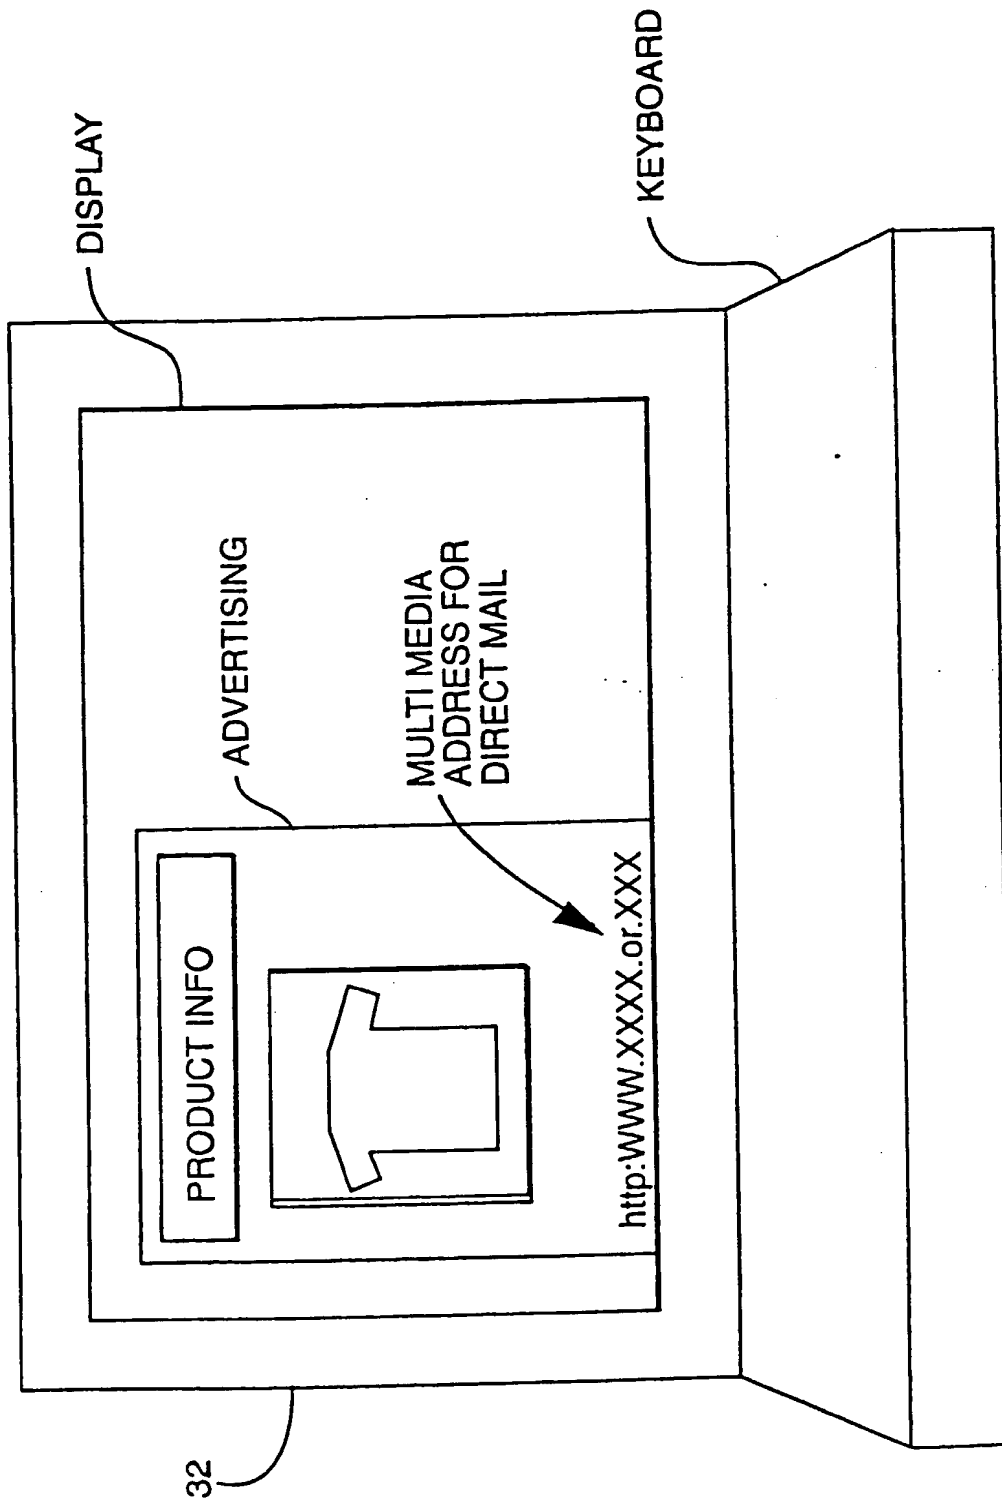 32
DISPLAY
ADVERTISING
PRODUCT INFO
MULTI MEDIA
ADDRESS FOR
DIRECT MAIL
http:WWW.XXXX.or.XXX
KEYBOARD